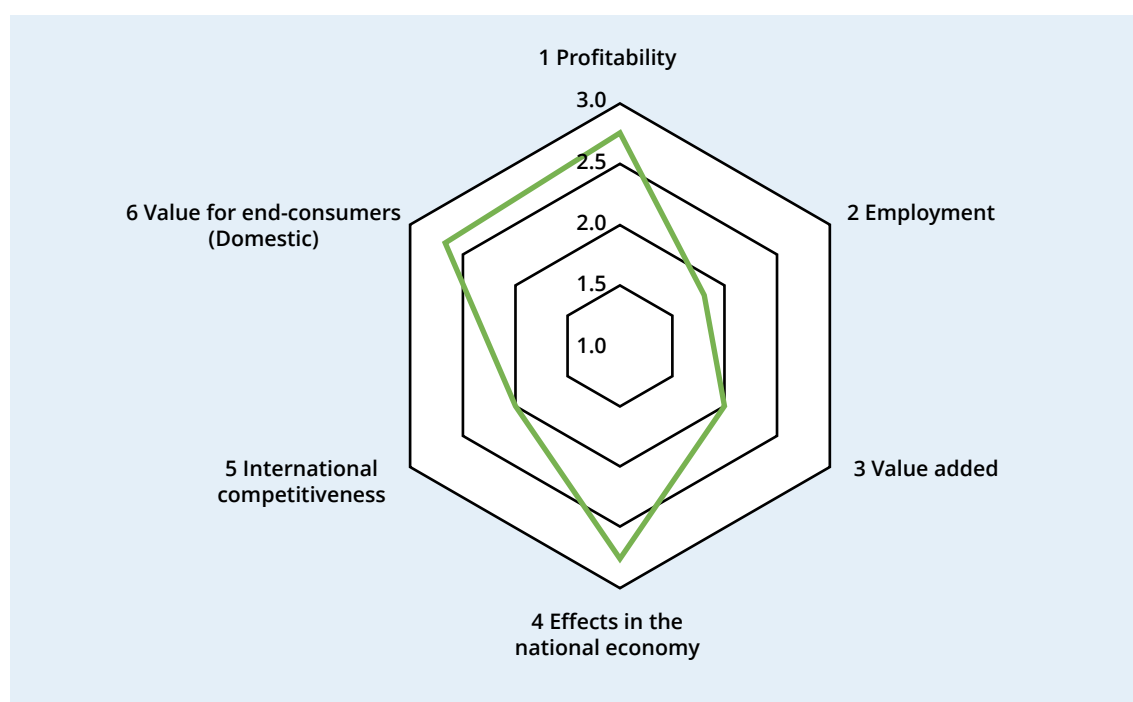 1 Profitability
3.0
2.5
6 Value for end-consumers
(Domestic)
2 Employment
2.0
1.5
1.0
5 International
competitiveness
3 Value added
4 Effects in the
national economy